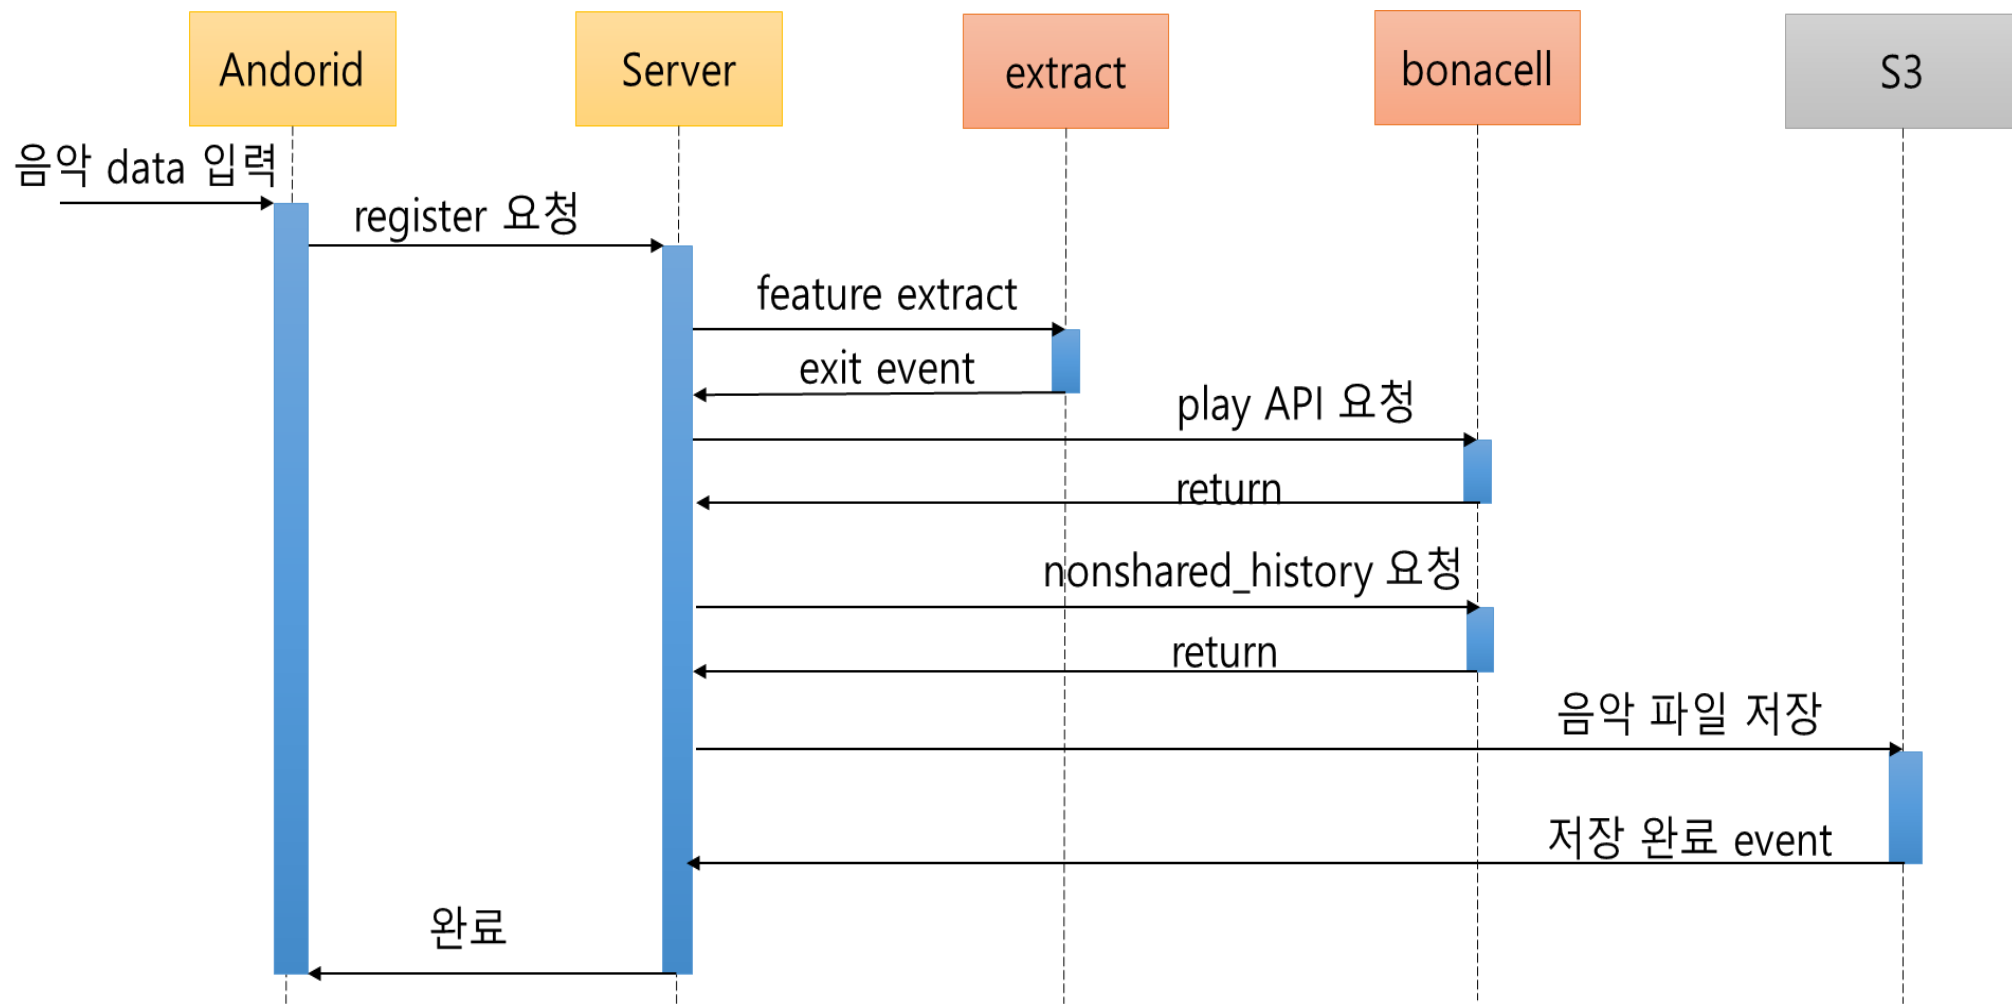 Andorid
Server
extract
bonacell
S3
음악 data 입력
register 요청
feature extract
exit event
play API 요청
return
nonshared_history 요청
return
음악 파일 저장
저장 완료 event
완료